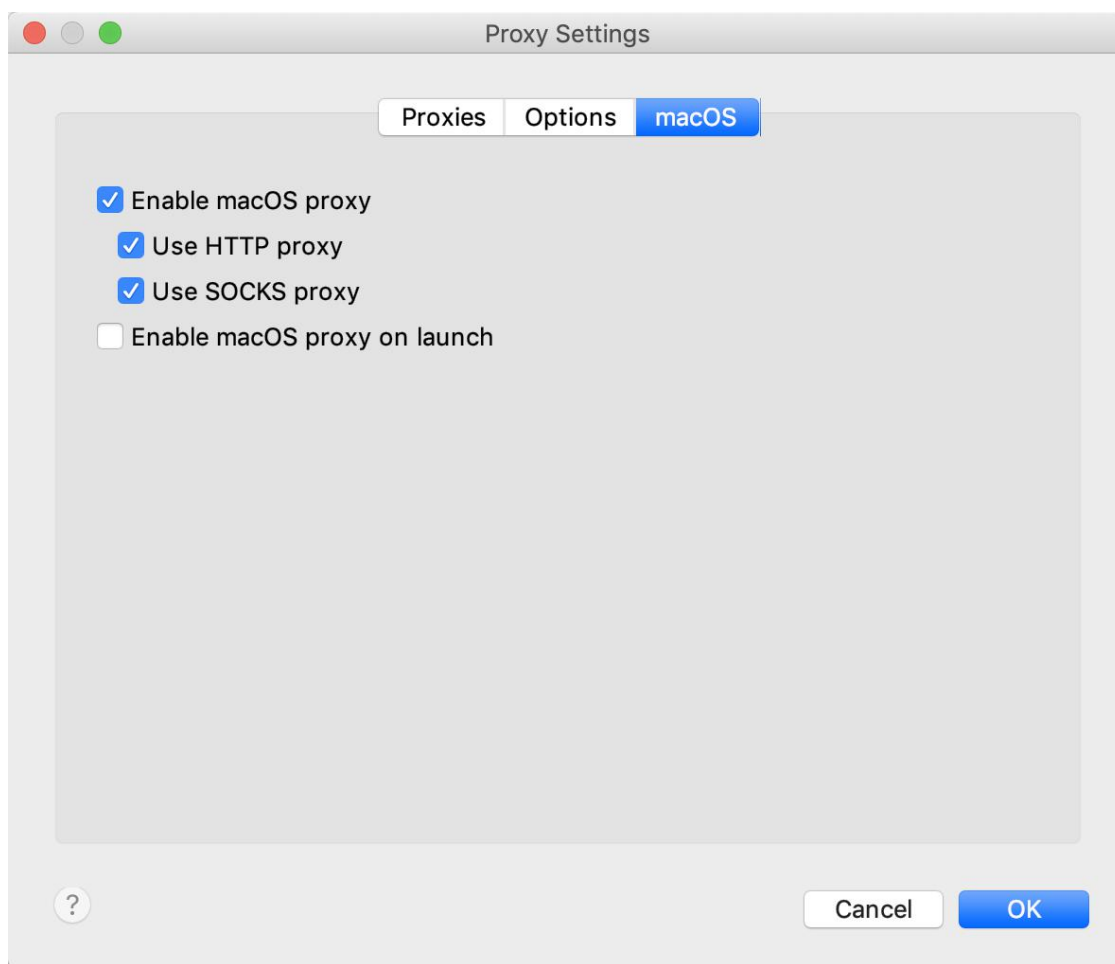 Proxy Settings
Proxies Options macOS
Enable macOS proxy
Use HTTP proxy
Use SOCKS proxy
Enable macOS proxy on launch
? Cancel OK